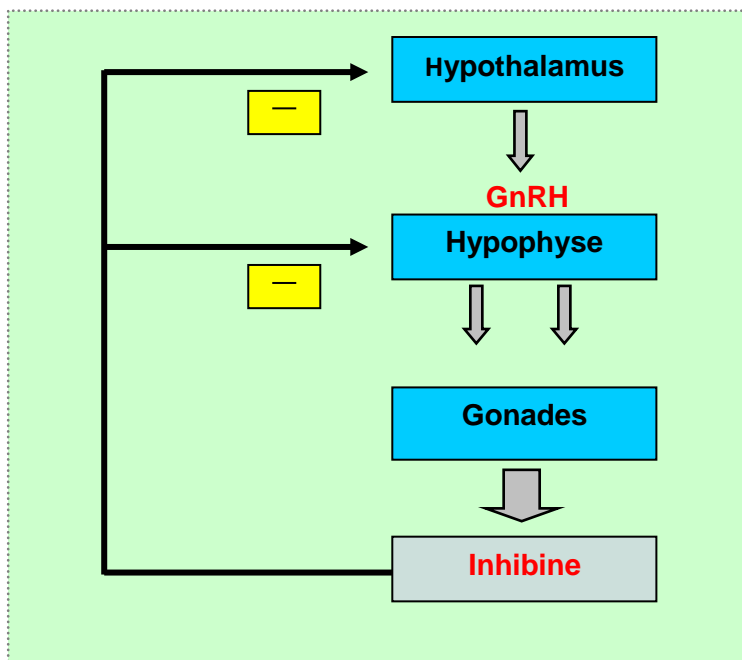 Hypothalamus
—
GnRH
Hypophyse
—
Gonades
Inhibine